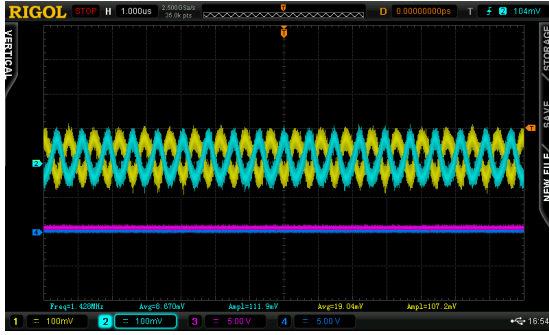 RIGOL STOP H 1.000us 2.500GSa/s 35.0k pts D 0.00000000ps T 2 104mV
VERTICAL
STORAGE
SAVE
NEW FILE
T
2
4
Freq=1.428MHz Avg=8.670mV Ampl=111.9mV Avg=19.04mV Ampl=107.2mV
1 = 100mV 2 = 100mV 3 = 5.00V 4 = 5.00V 16:54